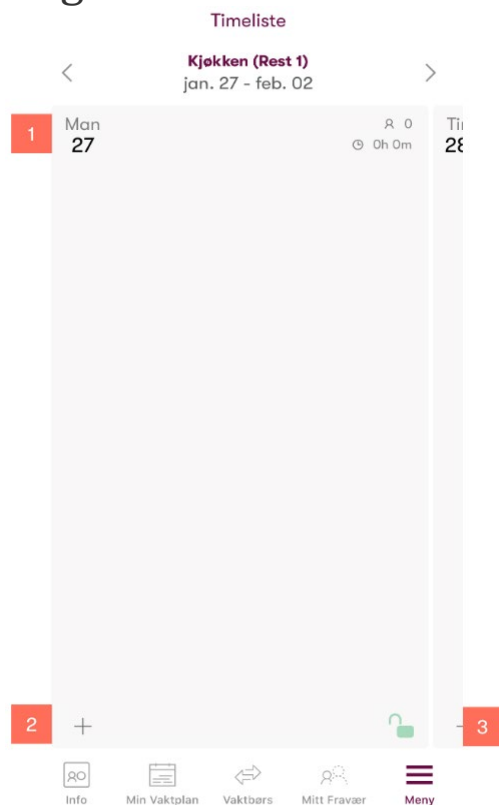 Timeliste
Kjøkken (Rest 1)
jan. 27 - feb. 02
1
Man
27
0
0h 0m
28
2
3
Info
Min Vaktplan
Vaktbørs
Mitt Fravær
Meny